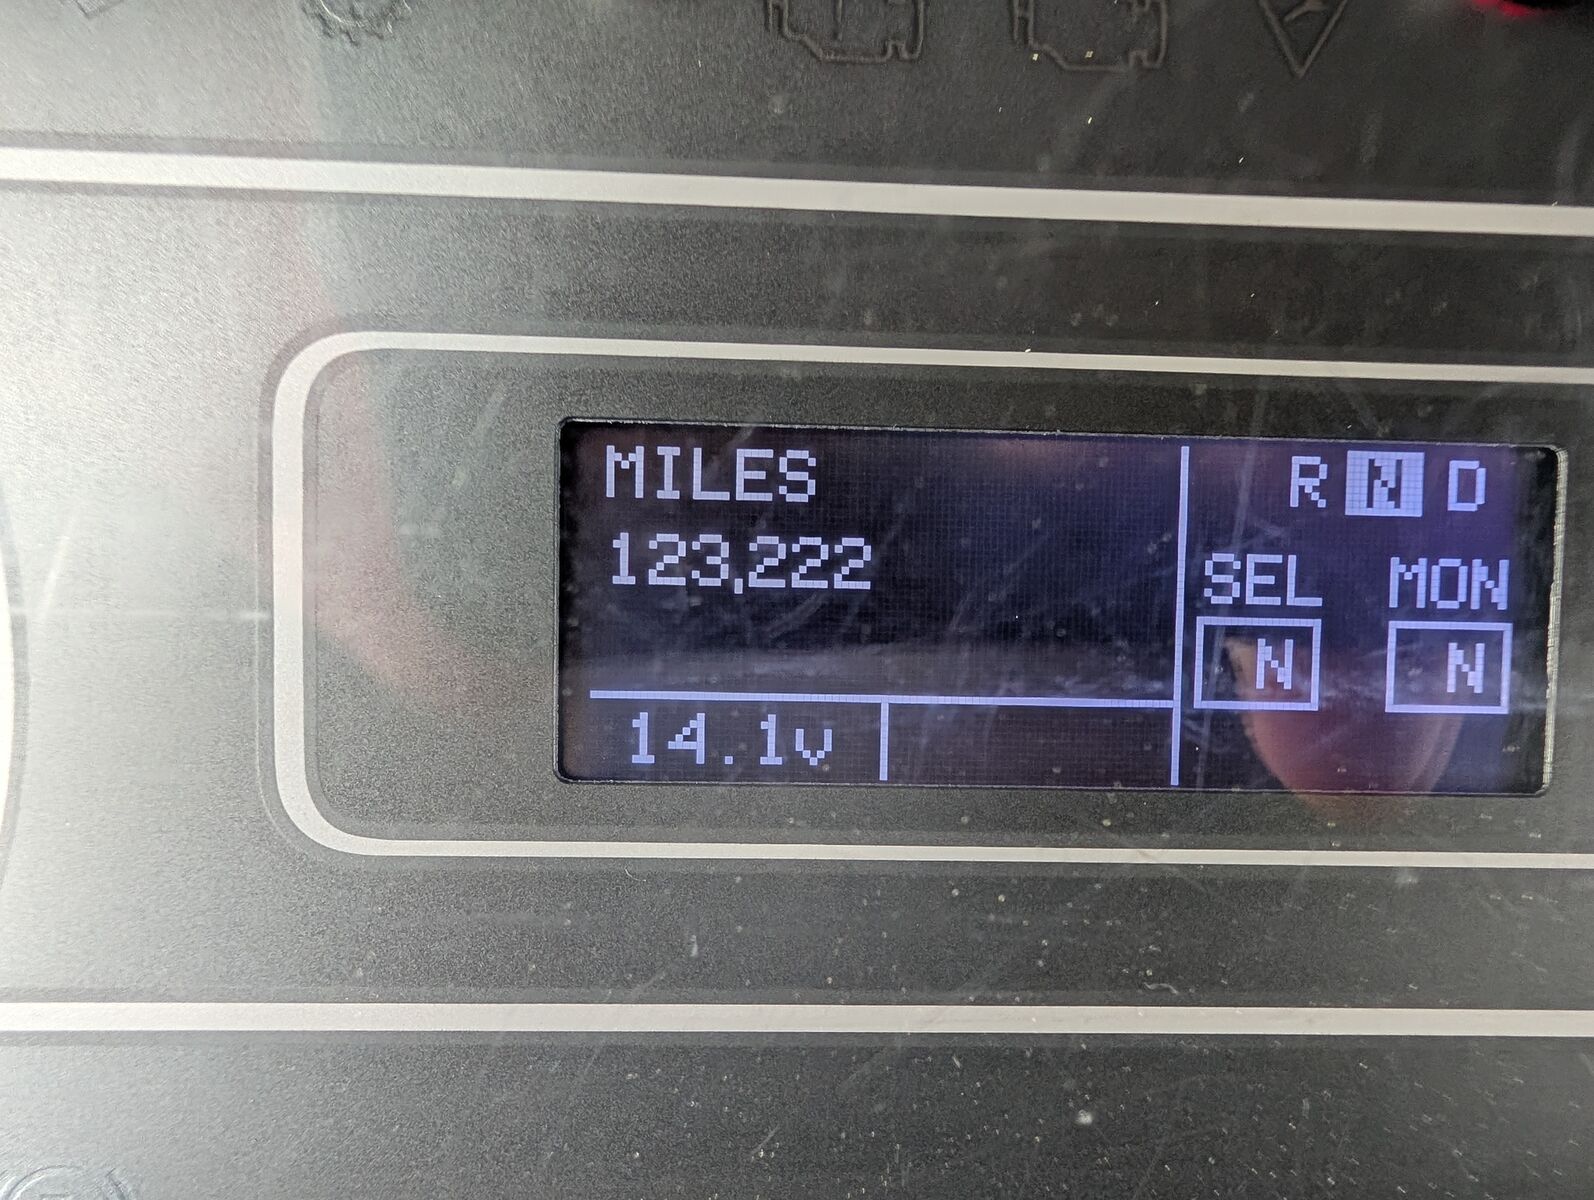 MILES
123,222
14.1v
R N D
SEL MON
N N